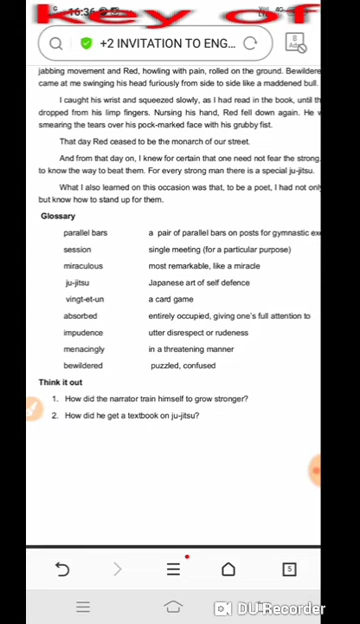 key of
16:36
Vo) 4G
LTE
+2 INVITATION TO ENG...
8
Ad
jabbing movement and Red, howling with pain, rolled on the ground. Bewildere
came at me swinging his head furiously from side to side like a maddened bull.
I caught his wrist and squeezed slowly, as I had read in the book, until th
dropped from his limp fingers. Nursing his hand, Red fell down again. He w
smearing the tears over his pock-marked face with his grubby fist.
That day Red ceased to be the monarch of our street.
And from that day on, I knew for certain that one need not fear the strong.
to know the way to beat them. For every strong man there is a special ju-jitsu.
What I also learned on this occasion was that, to be a poet, I had not onl
but know how to stand up for them.
Glossary
parallel bars a pair of parallel bars on posts for gymnastic exe
session single meeting (for a particular purpose)
miraculous most remarkable, like a miracle
ju-jitsu Japanese art of self defence
vingt-et-un a card game
absorbed entirely occupied, giving one's full attention to
impudence utter disrespect or rudeness
menacingly in a threatening manner
bewildered puzzled, confused
Think it out
1. How did the narrator train himself to grow stronger?
2. How did he get a textbook on ju-jitsu?
5
DU Recorder